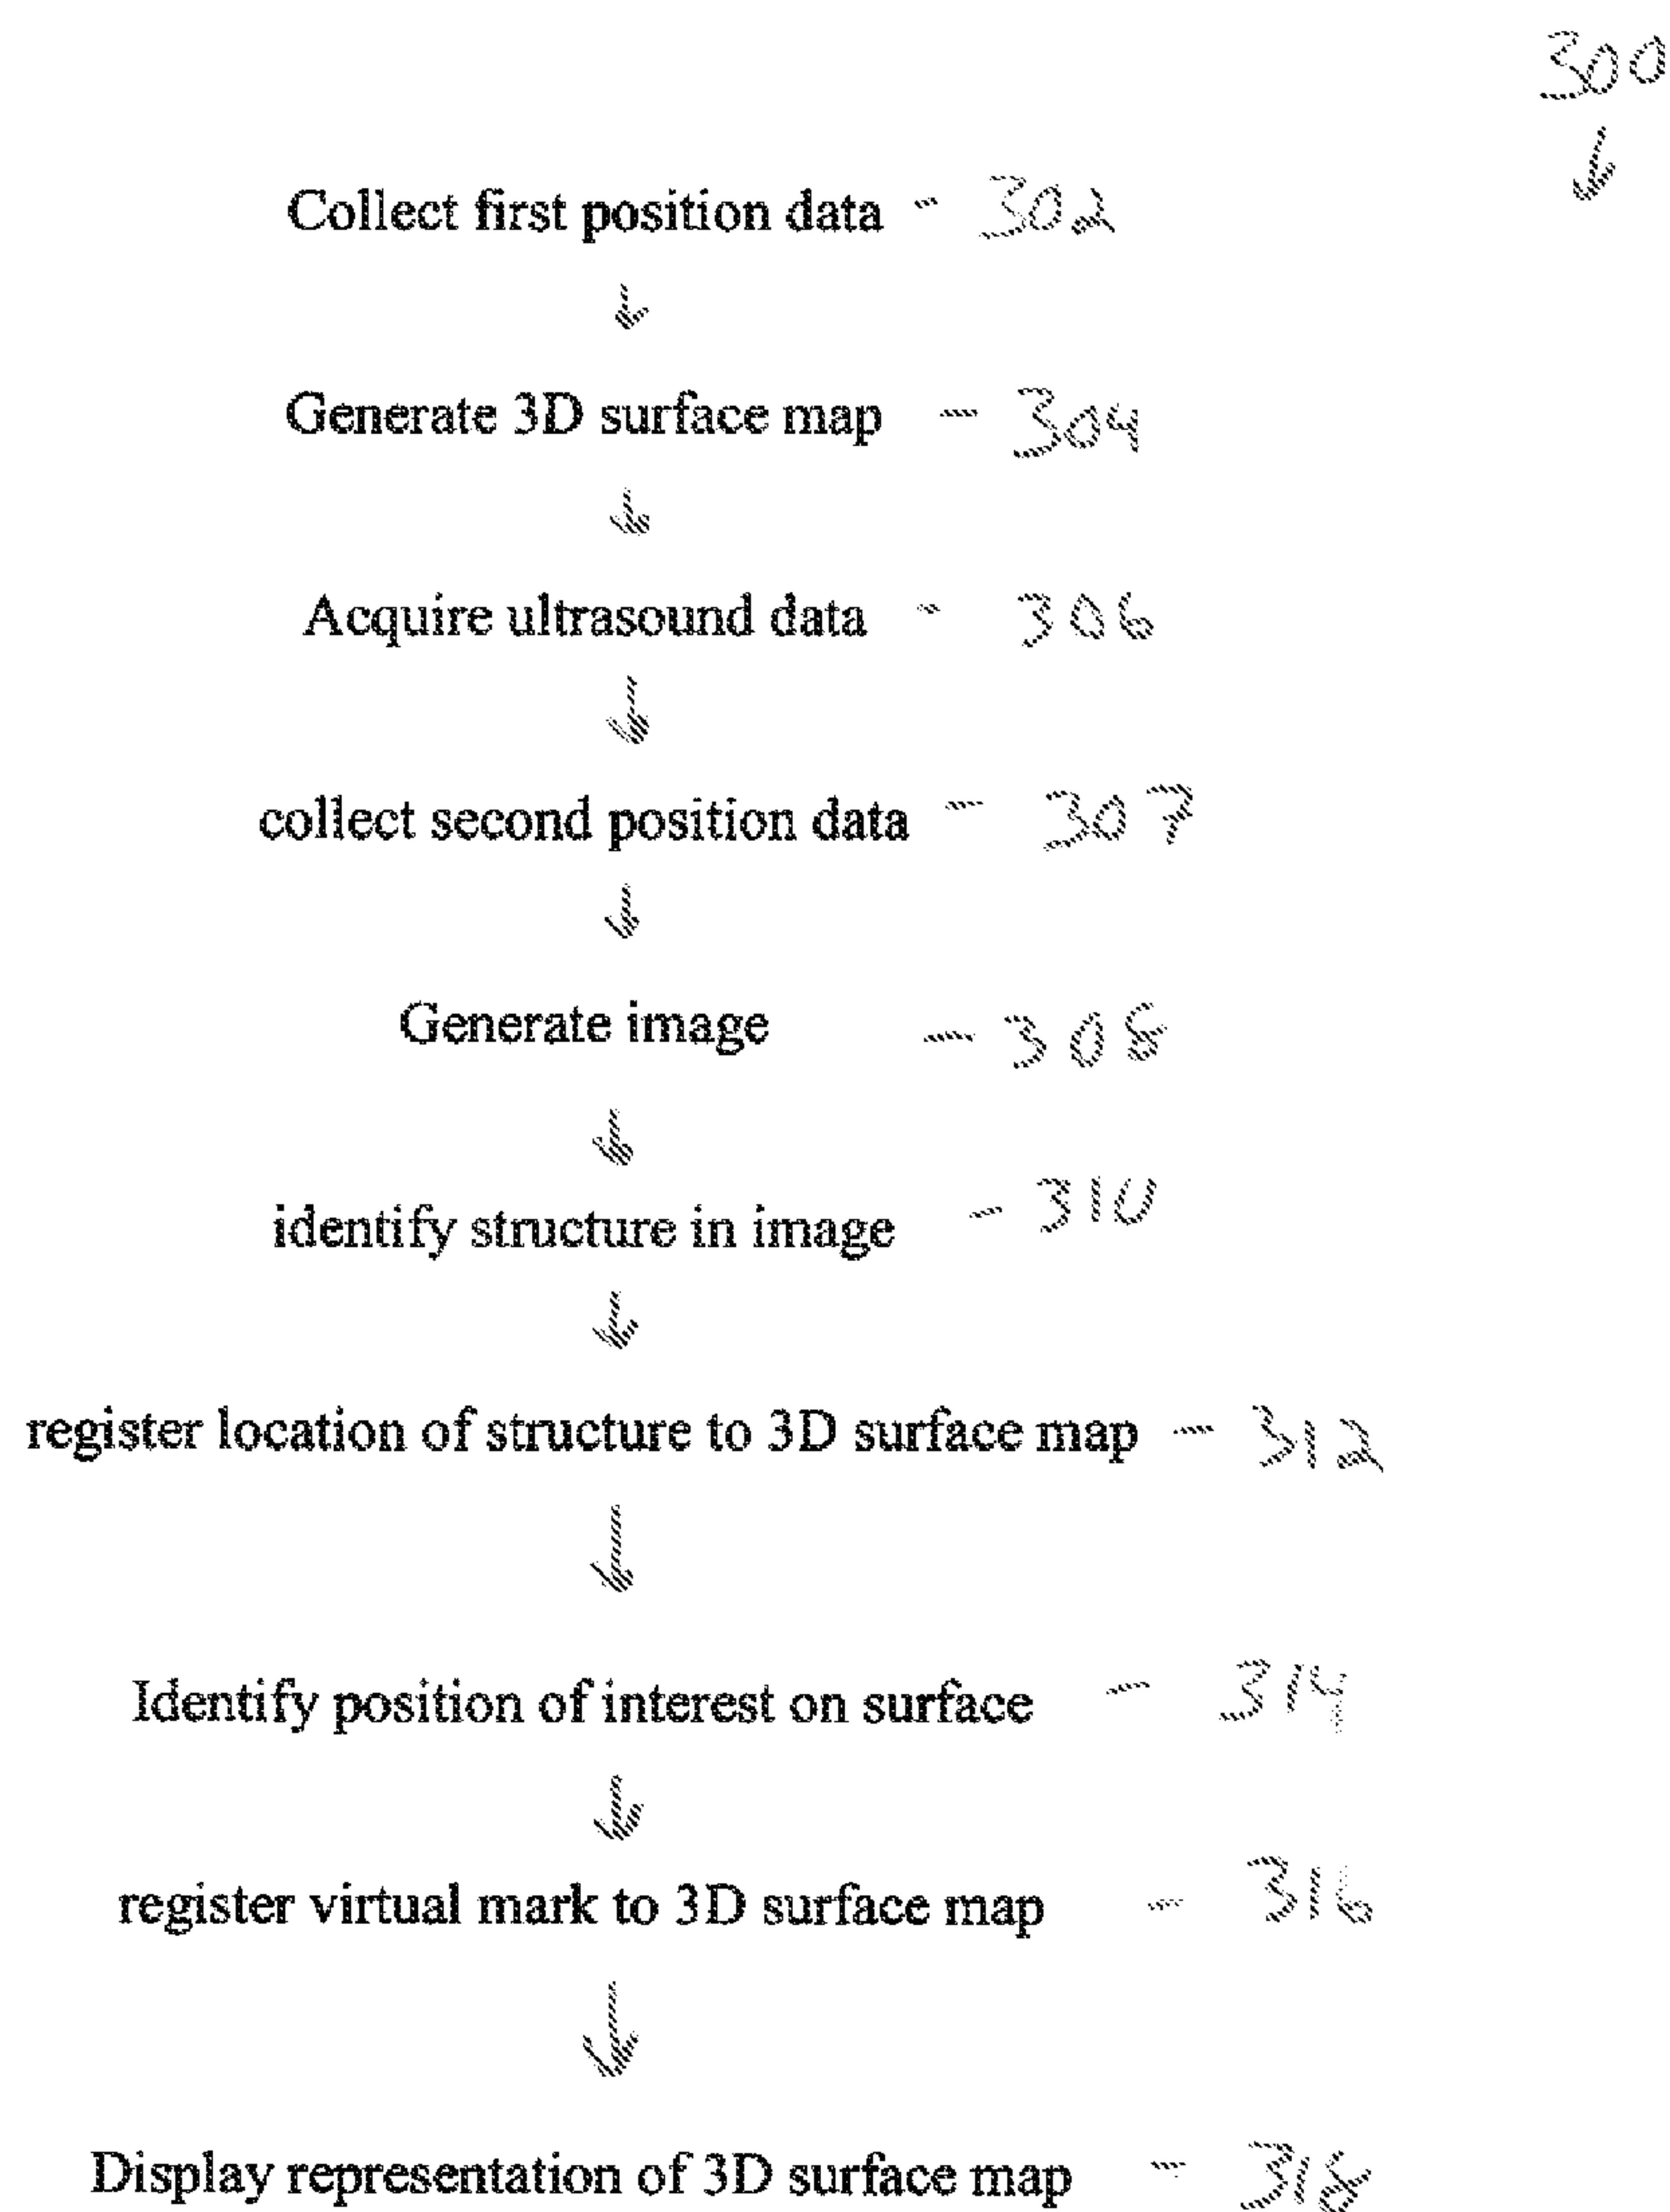 300
Collect first position data - 302
Generate 3D surface map - 304
Acquire ultrasound data - 306
collect second position data - 307
Generate image - 308
identify structure in image - 310
register location of structure to 3D surface map - 312
Identify position of interest on surface - 314
register virtual mark to 3D surface map - 316
Display representation of 3D surface map - 318